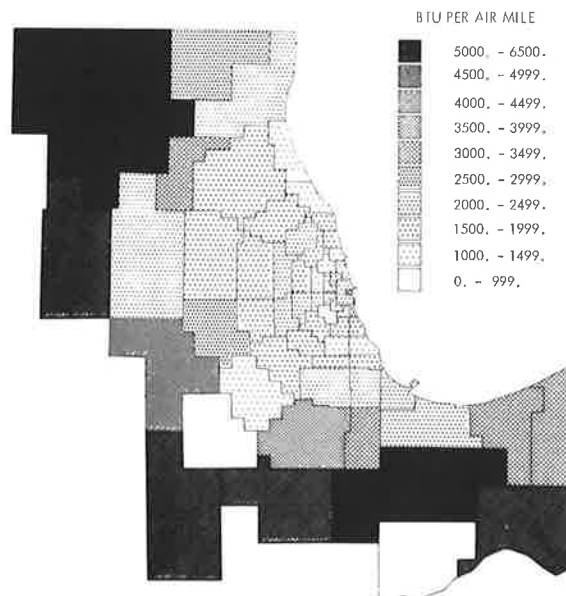 BTU PER AIR MILE
5000. - 6500.
4500. - 4999.
4000. - 4499.
3500. - 3999.
3000. - 3499.
2500. - 2999.
2000. - 2499.
1500. - 1999.
1000. - 1499.
0. - 999.